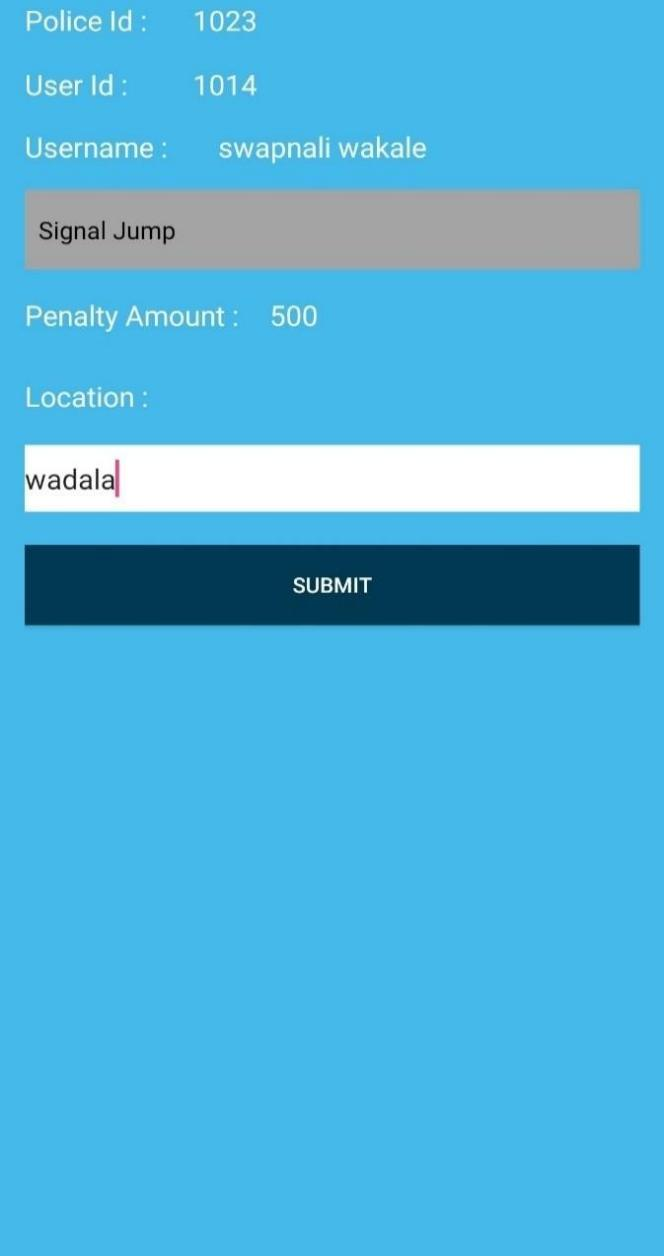 Police Id : 1023
User Id : 1014
Username : swapnali wakale
Signal Jump
Penalty Amount : 500
Location :
wadala
SUBMIT